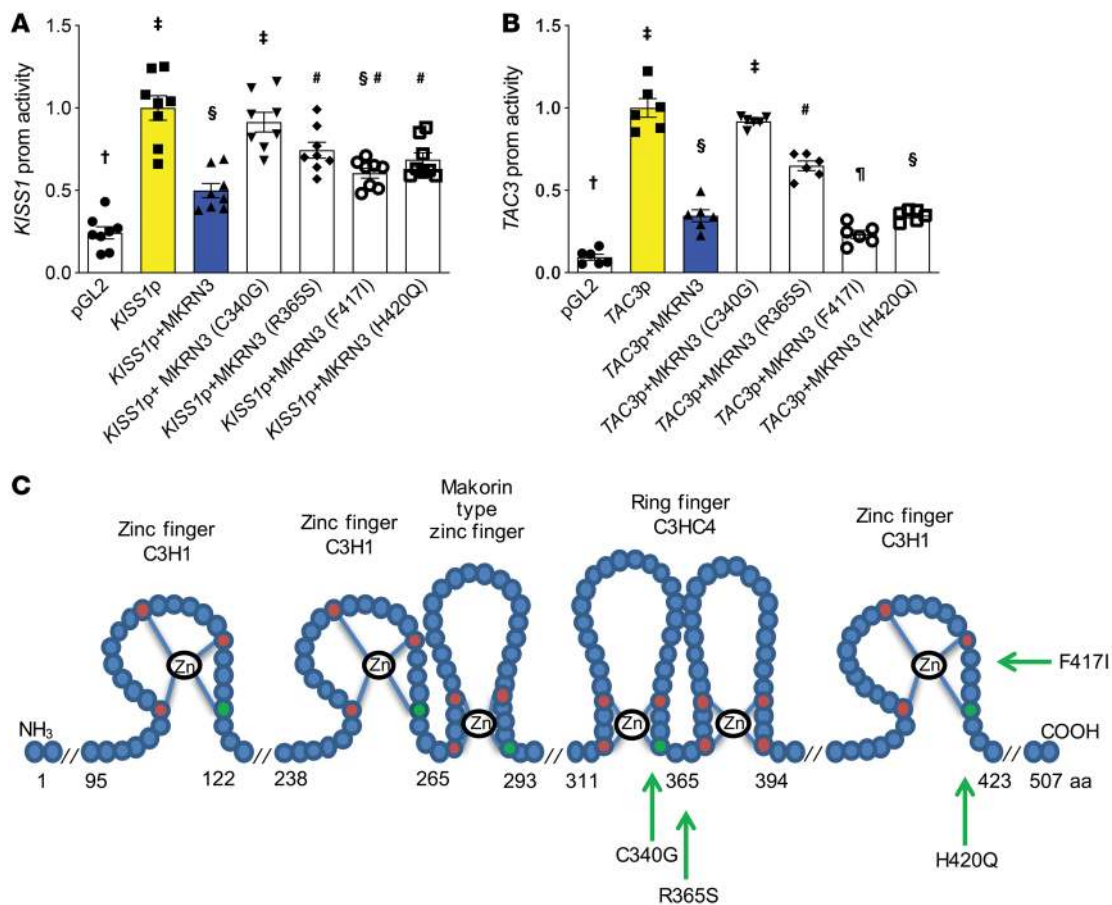 A
KISS1 prom activity
1.5
1.0
0.5
0.0
†
‡
§
‡
#
§ #
#
pGL2
KISS1p
KISS1p+MKRN3
KISS1p+ MKRN3 (C340G)
KISS1p+MKRN3 (R365S)
KISS1p+MKRN3 (F417I)
KISS1p+MKRN3 (H420Q)
B
TAC3 prom activity
1.5
1.0
0.5
0.0
†
‡
§
‡
#
¶
§
pGL2
TAC3p
TAC3p+MKRN3
TAC3p+MKRN3 (C340G)
TAC3p+MKRN3 (R365S)
TAC3p+MKRN3 (F417I)
TAC3p+MKRN3 (H420Q)
C
Zinc finger
C3H1
Zinc finger
C3H1
Makorin
type
zinc finger
Ring finger
C3HC4
Zinc finger
C3H1
Zn
Zn
Zn
Zn
Zn
Zn
F417I
NH3
COOH
//
//
//
//
//
1
95
122
238
265
293
311
365
394
423
507 aa
C340G
R365S
H420Q